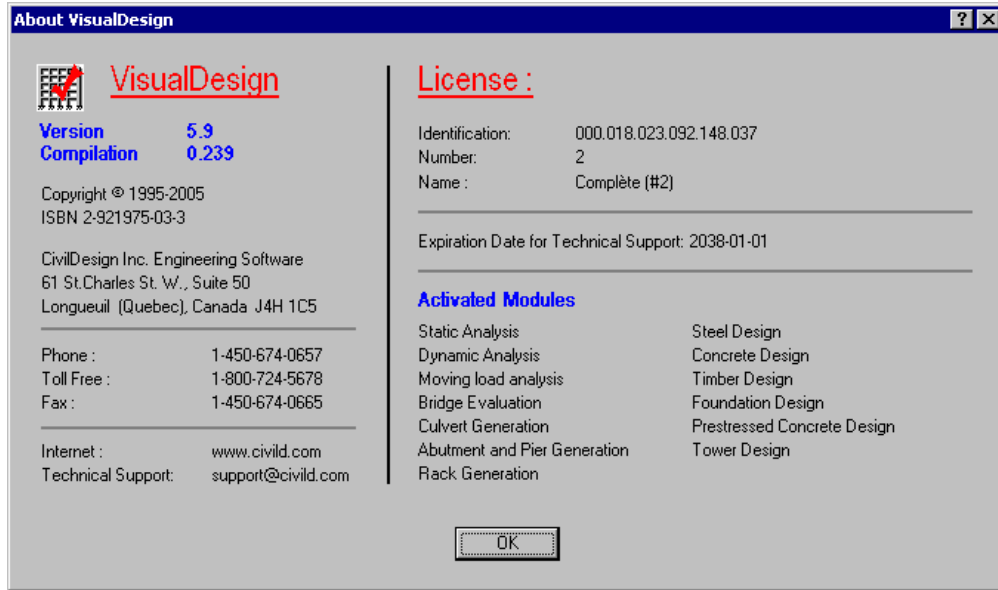 About VisualDesign
VisualDesign
Version 5.9
Compilation 0.239
Copyright © 1995-2005
ISBN 2-921975-03-3
CivilDesign Inc. Engineering Software
61 St.Charles St. W., Suite 50
Longueuil (Quebec), Canada J4H 1C5
Phone : 1-450-674-0657
Toll Free : 1-800-724-5678
Fax : 1-450-674-0665
Internet : www.civild.com
Technical Support: support@civild.com
License :
Identification: 000.018.023.092.148.037
Number: 2
Name : Complète (#2)
Expiration Date for Technical Support: 2038-01-01
Activated Modules
Static Analysis
Dynamic Analysis
Moving load analysis
Bridge Evaluation
Culvert Generation
Abutment and Pier Generation
Rack Generation
Steel Design
Concrete Design
Timber Design
Foundation Design
Prestressed Concrete Design
Tower Design
OK